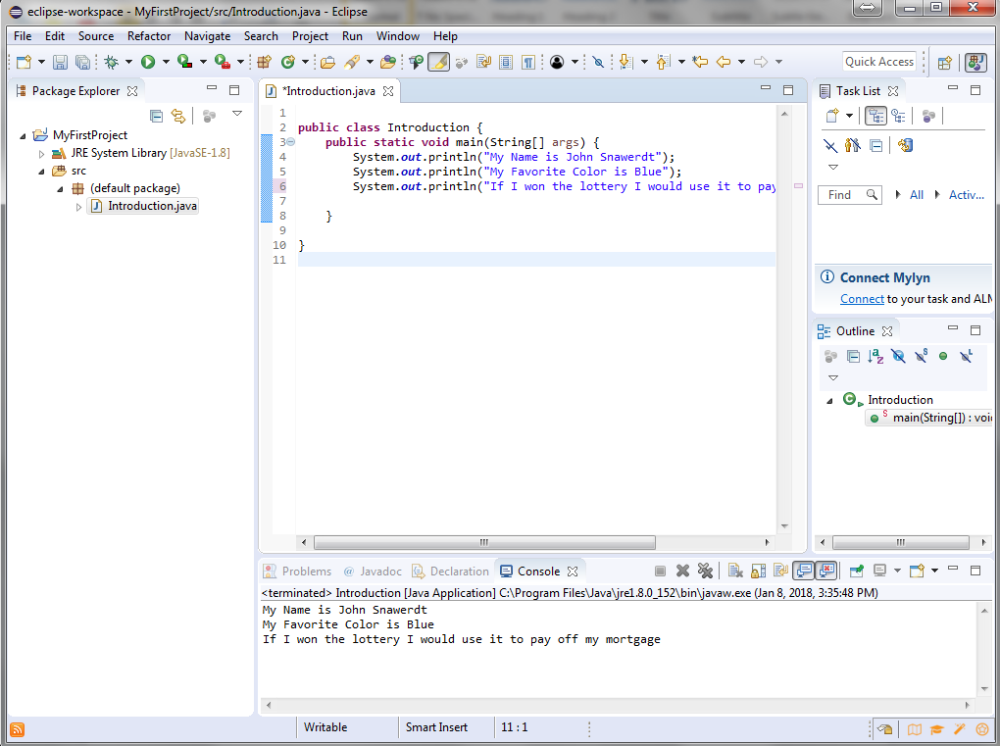 eclipse-workspace - MyFirstProject/src/Introduction.java - Eclipse
File Edit Source Refactor Navigate Search Project Run Window Help
Quick Access
Package Explorer
MyFirstProject
JRE System Library [JavaSE-1.8]
src
(default package)
Introduction.java
*Introduction.java
1
2 public class Introduction {
3 public static void main(String[] args) {
4 System.out.println("My Name is John Snawerdt");
5 System.out.println("My Favorite Color is Blue");
6 System.out.println("If I won the lottery I would use it to pay
7
8 }
9
10 }
11
Task List
Find All Activ...
Connect Mylyn
Connect to your task and ALM
Outline
Introduction
main(String[]) : voi
Problems @ Javadoc Declaration Console
<terminated> Introduction [Java Application] C:\Program Files\Java\jre1.8.0_152\bin\javaw.exe (Jan 8, 2018, 3:35:48 PM)
My Name is John Snawerdt
My Favorite Color is Blue
If I won the lottery I would use it to pay off my mortgage
Writable Smart Insert 11 : 1